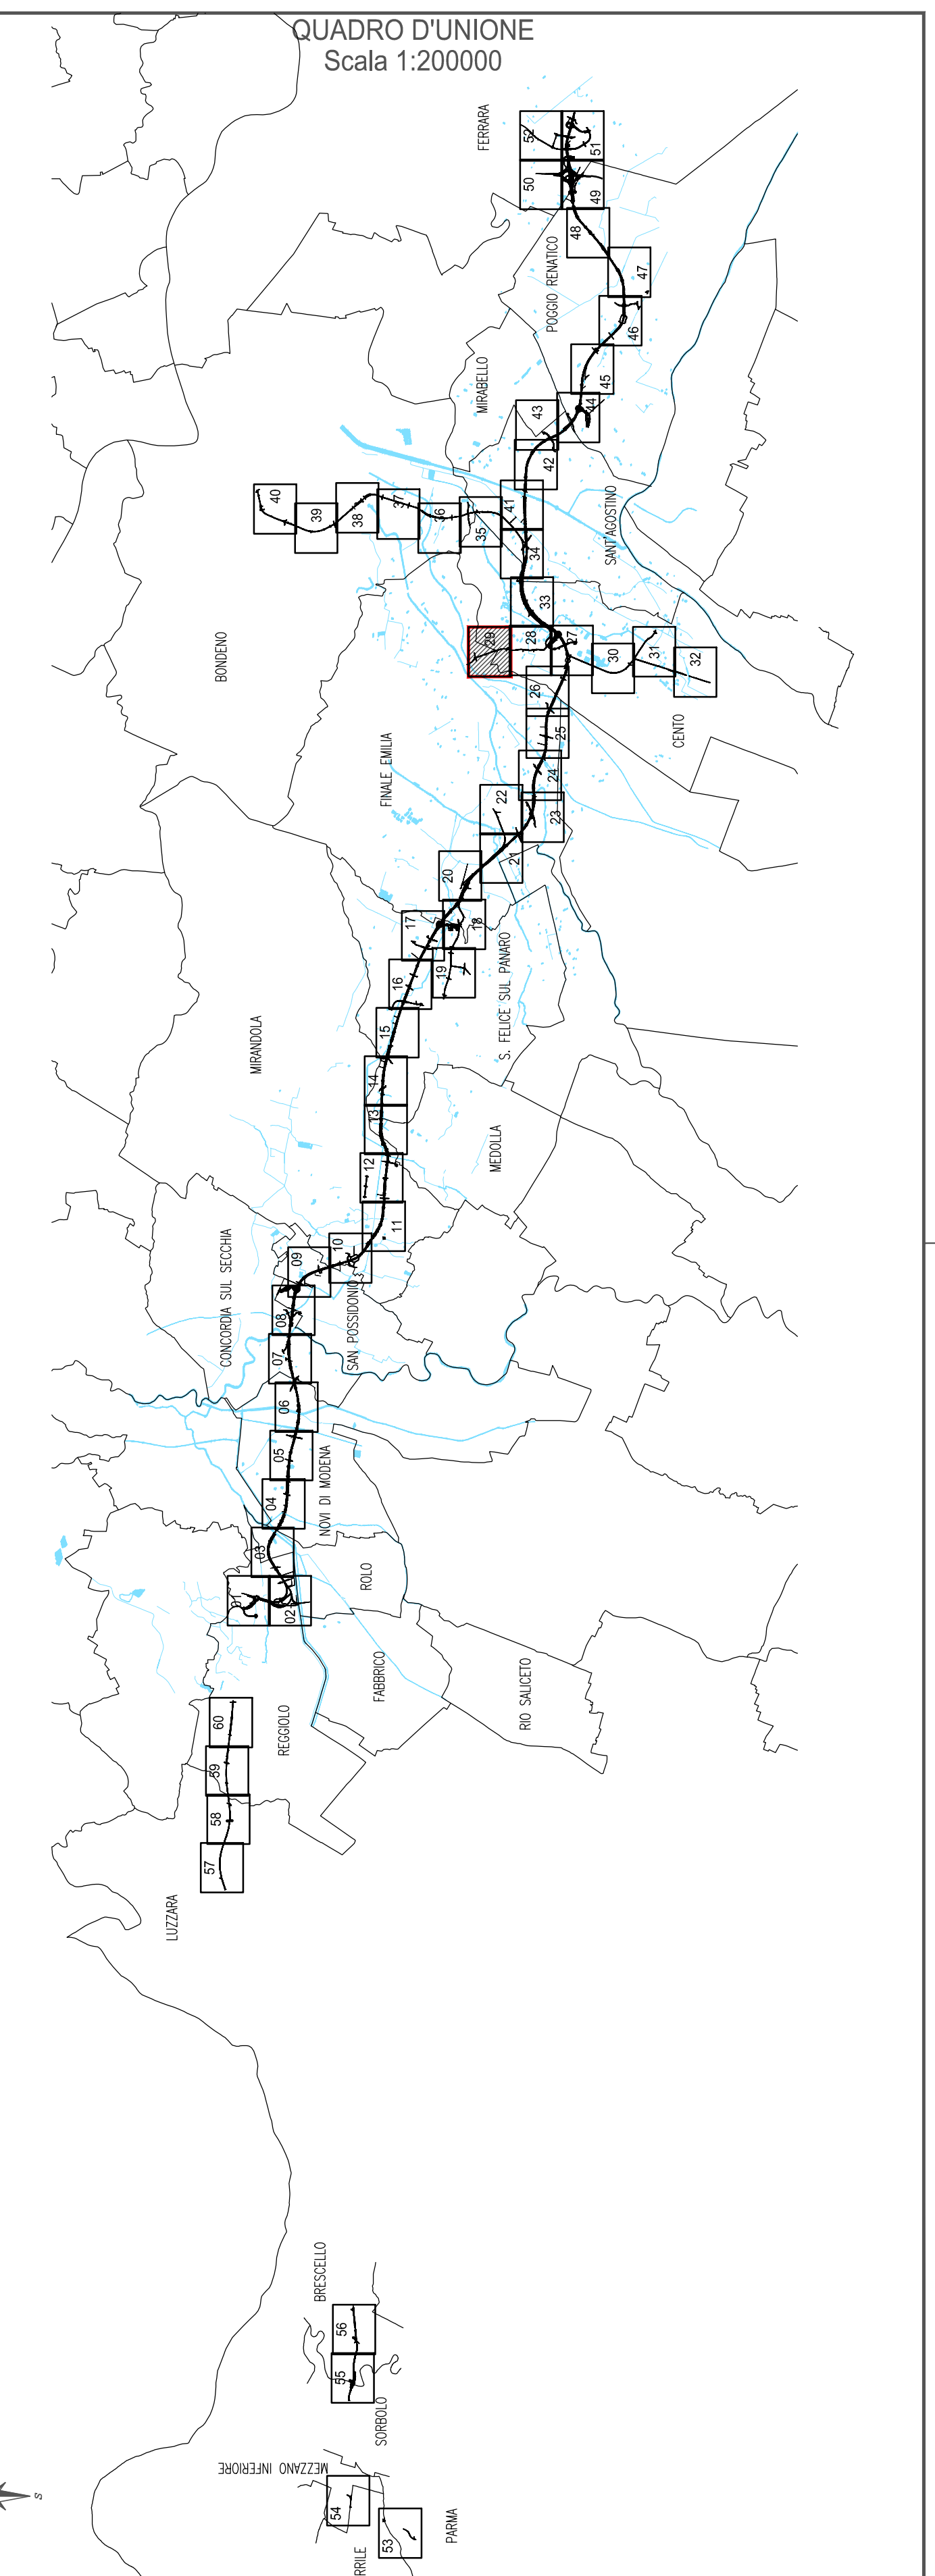 QUADRO D'UNIONE
Scala 1:200000
FERRARA
52
51
50
49
48
POGGIO RENATICO
47
46
MIRABELLO
45
44
43
42
40
39
38
37
36
35
41
34
SANT'AGOSTINO
33
BONDENO
29
28
27
30
31
32
26
25
CENTO
FINALE EMILIA
24
22
23
21
20
17
18
19
16
S. FELICE SUL PANARO
MIRANDOLA
15
14
13
MEDOLLA
12
11
10
09
CONCORDIA SUL SECCHIA
08
SAN POSSIDONIO
07
06
05
NOVI DI MODENA
04
03
ROLO
01
02
FABBRICO
RIO SALICETO
REGGIOLO
60
59
58
57
LUZZARA
BRESCELLO
56
55
SORBOLO
MEZZANO INFERIORE
54
53
PARMA
RRILE
S